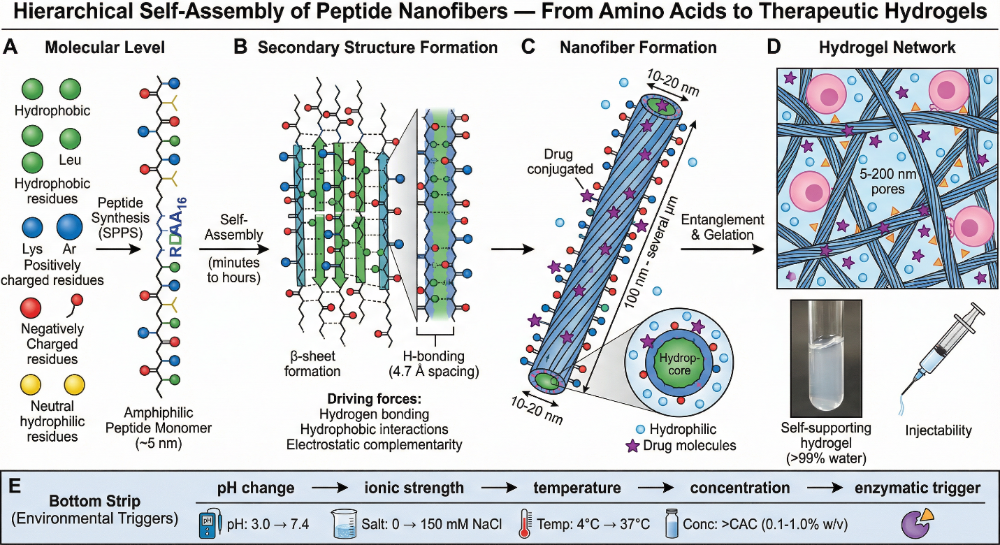 Hierarchical Self-Assembly of Peptide Nanofibers — From Amino Acids to Therapeutic Hydrogels
A Molecular Level
Hydrophobic
Leu
Hydrophobic
residues
Lys Ar
Positively
charged residues
Negatively
Charged
residues
Neutral
hydrophilic
residues
Peptide
Synthesis
(SPPS)
RDAA16
Amphiphilic
Peptide Monomer
(~5 nm)
Self-
Assembly
(minutes
to hours)
B Secondary Structure Formation
β-sheet
formation
H-bonding
(4.7 Å spacing)
Driving forces:
Hydrogen bonding
Hydrophobic interactions
Electrostatic complementarity
C Nanofiber Formation
10-20 nm
Drug
conjugated
100 nm - several µm
10-20 nm
Hydrop-
core
Hydrophilic
Drug molecules
Entanglement
& Gelation
D Hydrogel Network
5-200 nm
pores
Self-supporting
hydrogel
(>99% water)
Injectability
E
Bottom Strip
(Environmental Triggers)
pH change → ionic strength → temperature → concentration → enzymatic trigger
pH
pH: 3.0 → 7.4
Salt: 0 → 150 mM NaCl
Temp: 4°C → 37°C
Conc: >CAC (0.1-1.0% w/v)